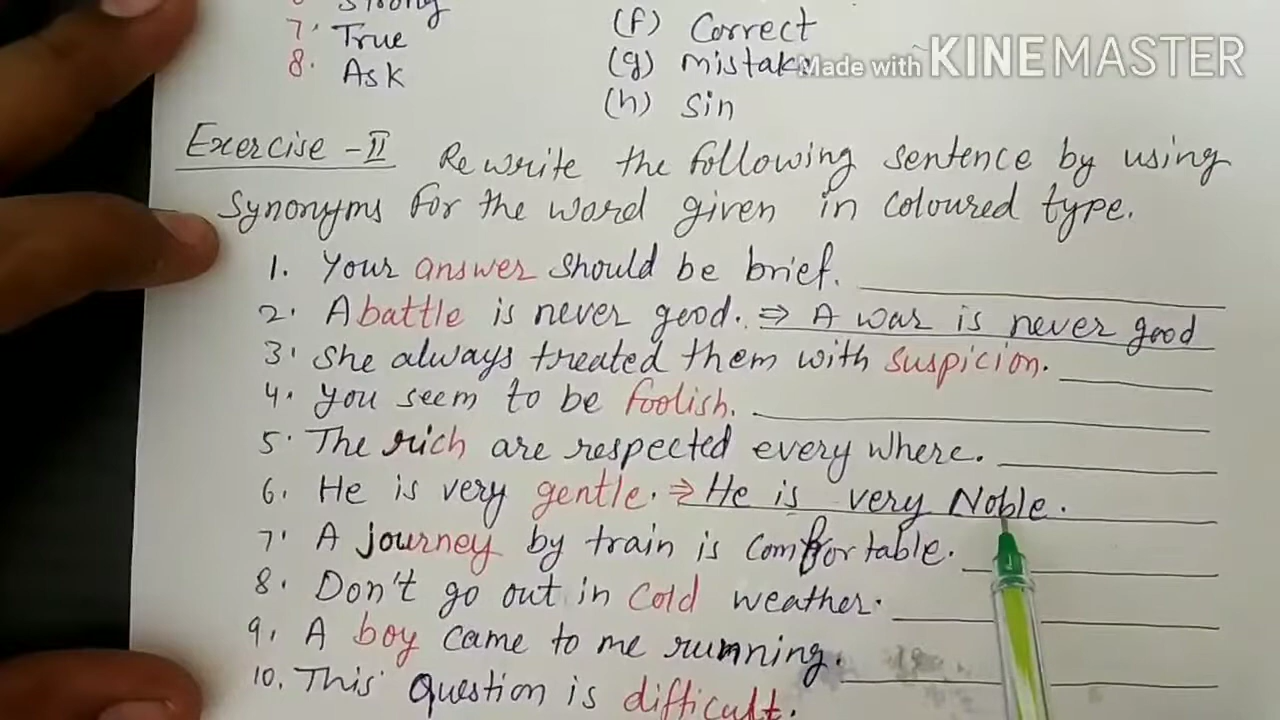 Strong
7. True (f) Correct
8. Ask (g) mistake
(h) Sin
Made with KINEMASTER
Exercise - II Rewrite the following sentence by using
Synonyms for the word given in coloured type.
1. Your answer should be brief.
2. A battle is never good. ⇒ A war is never good
3. She always treated them with suspicion.
4. You seem to be foolish.
5. The rich are respected every where.
6. He is very gentle. ⇒ He is very Noble.
7. A journey by train is comfortable.
8. Don't go out in cold weather.
9. A boy came to me running.
10. This Question is difficult.